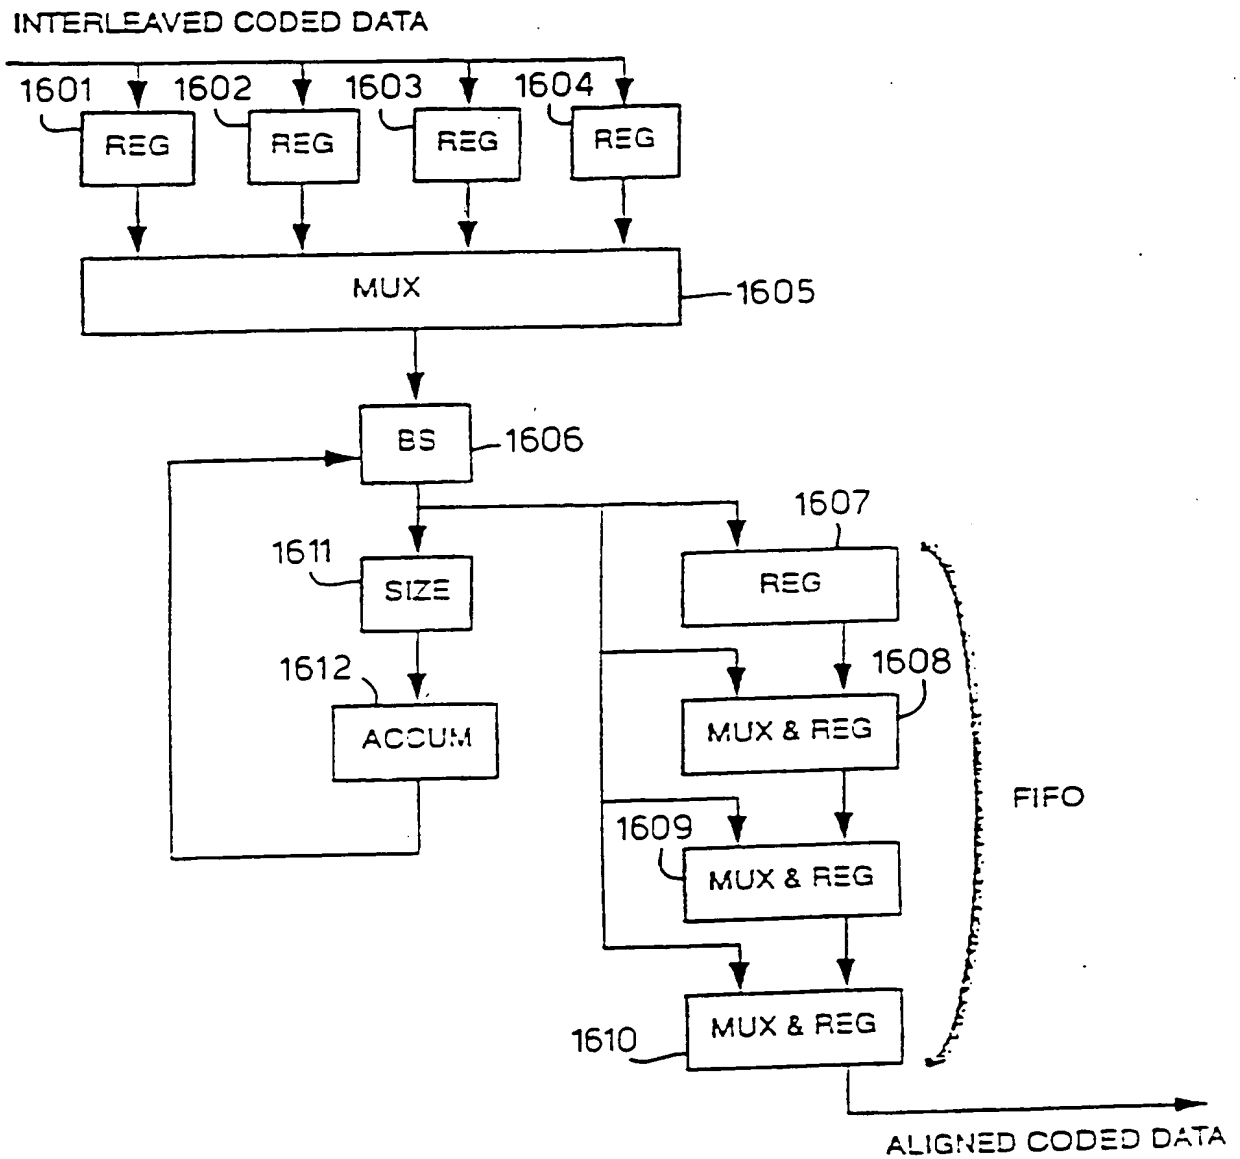 INTERLEAVED CODED DATA
1601
1602
1603
1604
REG
REG
REG
REG
MUX
1605
BS
1606
1607
REG
1611
SIZE
1608
MUX & REG
1612
ACCUM
FIFO
1609
MUX & REG
1610
MUX & REG
ALIGNED CODED DATA